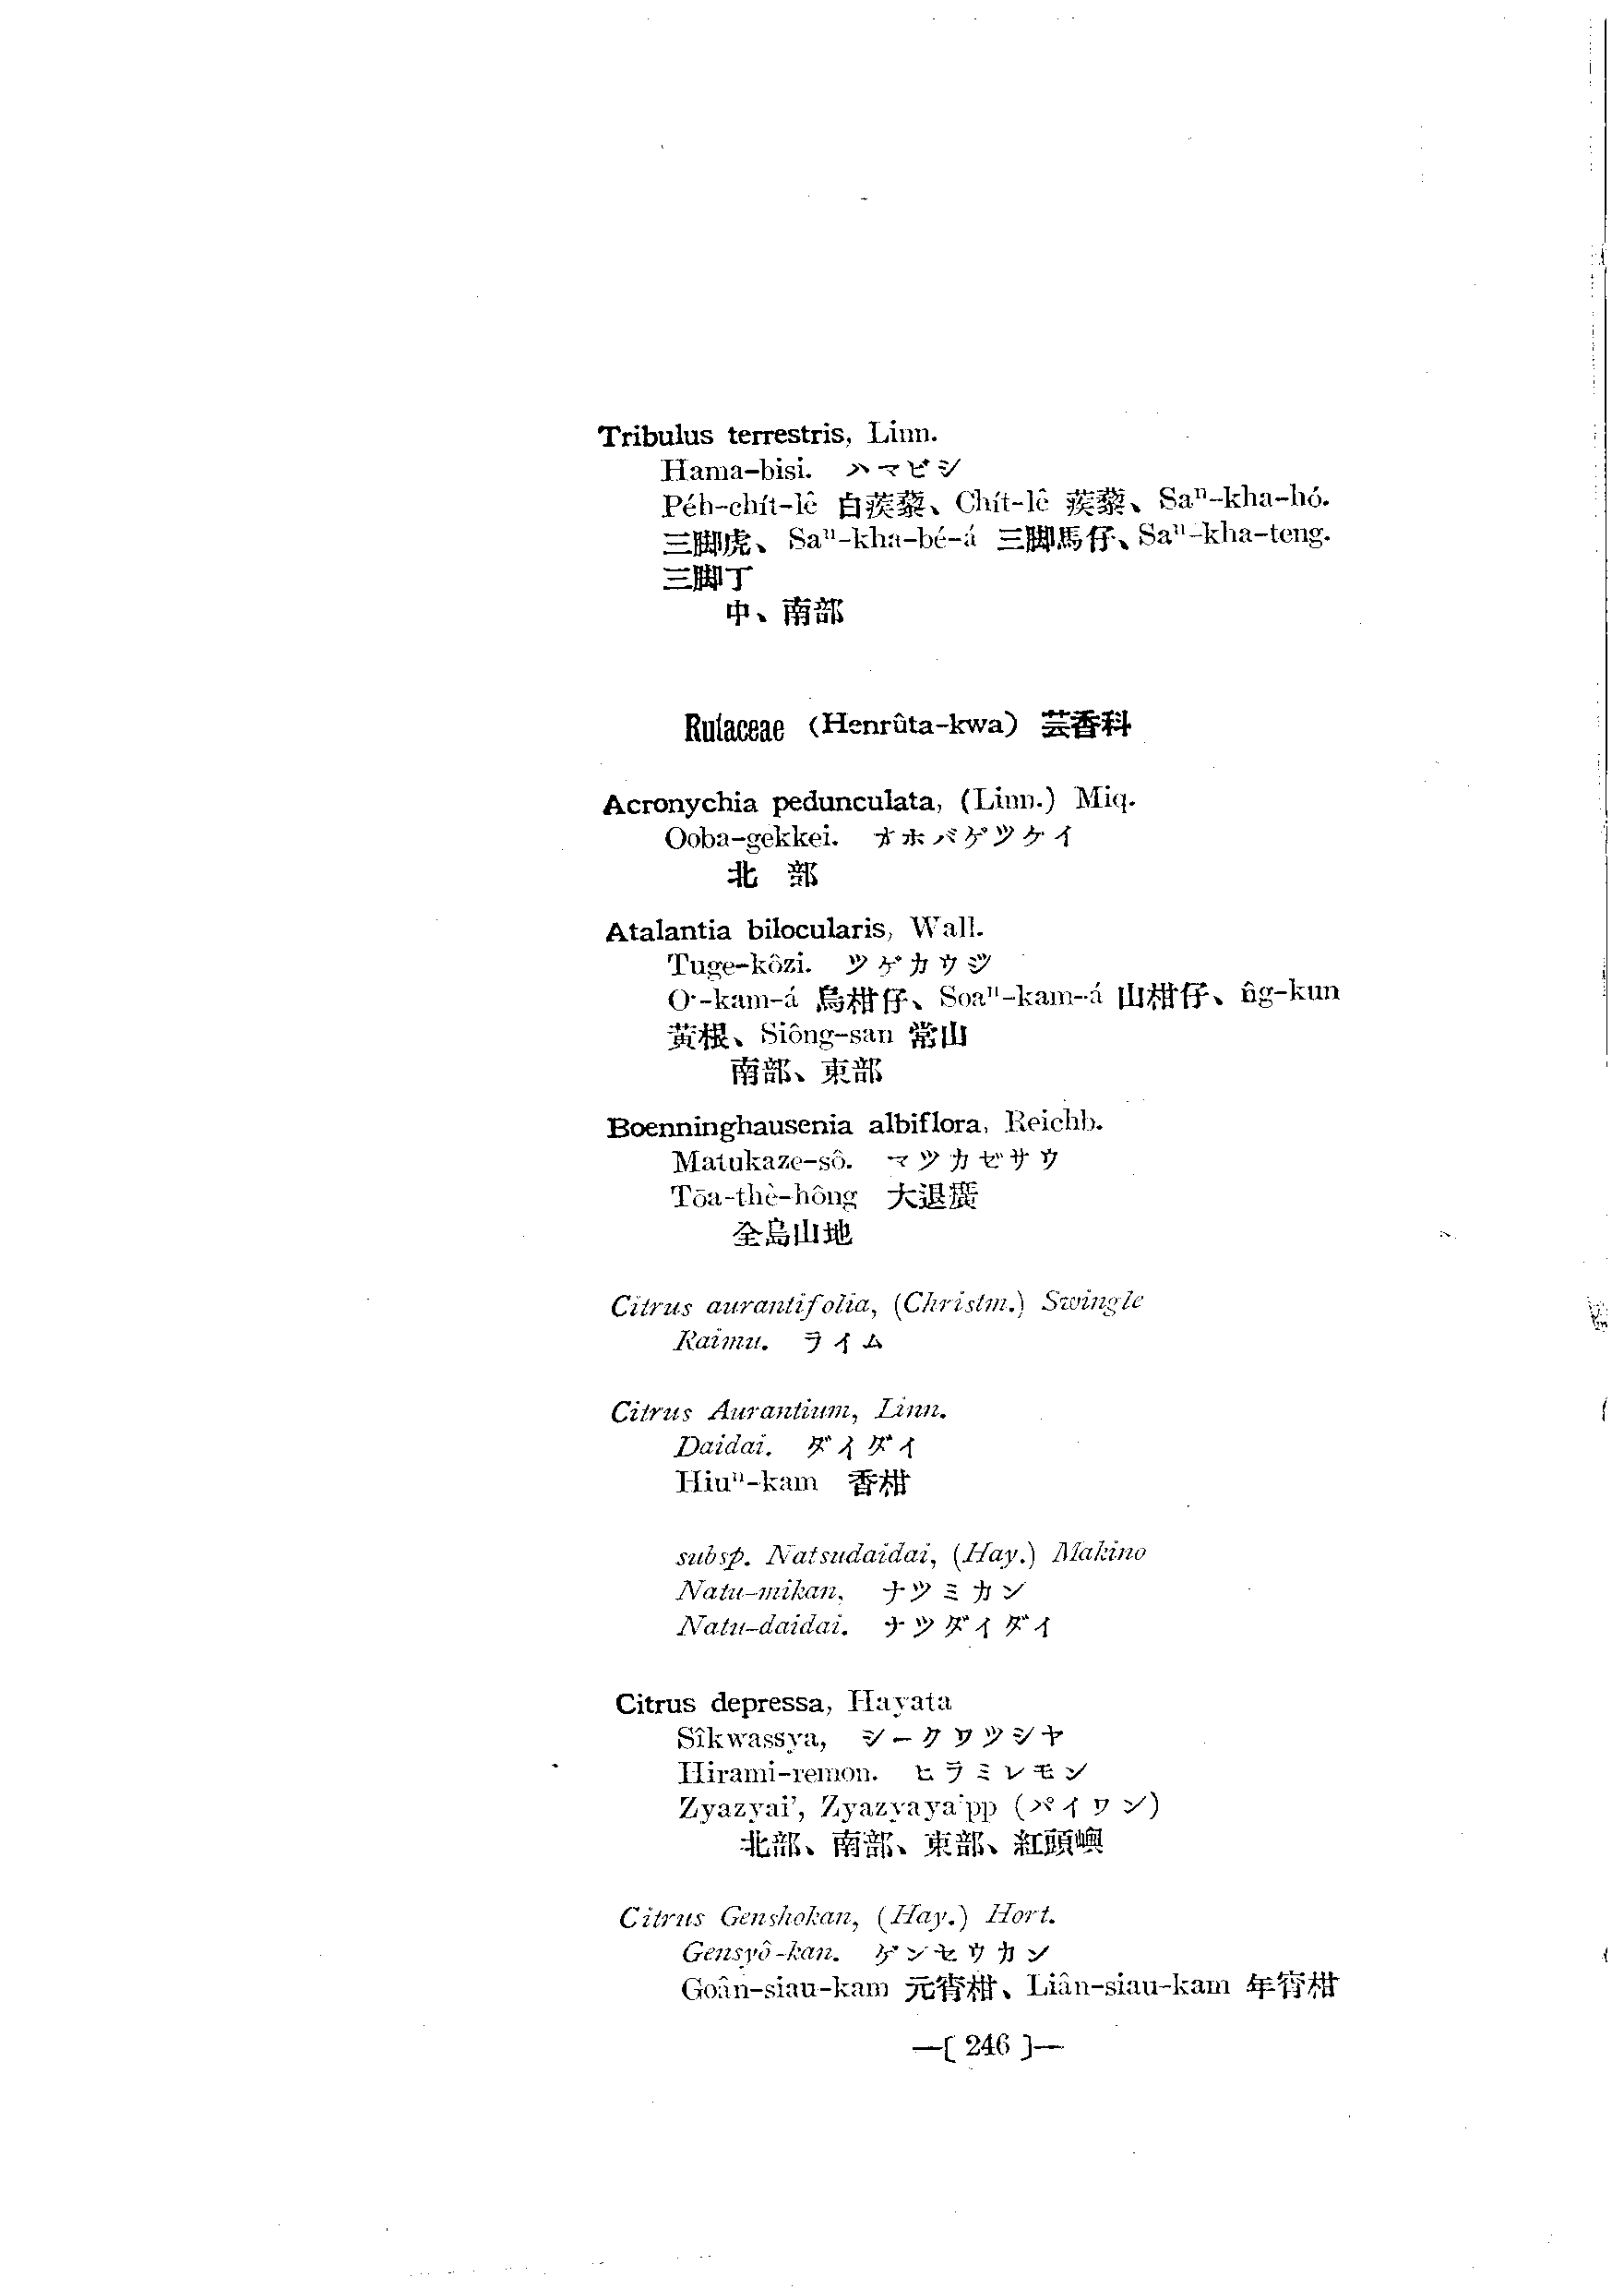 Tribulus terrestris, Linn.
Hama-bisi. ハマビシ
Péh-chít-lê 白蒺藜、Chít-lê 蒺藜、Saⁿ-kha-hó.
三脚虎、Saⁿ-kha-bé-á 三脚馬仔、Saⁿ-kha-teng.
三脚丁
中、南部
Rutaceae (Henrûta-kwa) 芸香科
Acronychia pedunculata, (Linn.) Miq.
Ooba-gekkei. オホバゲツケイ
北 部
Atalantia bilocularis, Wall.
Tuge-kôzi. ツゲカウジ
O·-kam-á 烏柑仔、Soaⁿ-kam-á 山柑仔、n̂g-kun
黃根、Siông-san 常山
南部、東部
Boenninghausenia albiflora, Reichb.
Matukaze-sô. マツカゼサウ
Tōa-thè-hông 大退癀
全島山地
Citrus aurantifolia, (Christm.) Swingle
Raimu. ライム
Citrus Aurantium, Linn.
Daidai. ダイダイ
Hiuⁿ-kam 香柑
subsp. Natsudaidai, (Hay.) Makino
Natu-mikan. ナツミカン
Natu-daidai. ナツダイダイ
Citrus depressa, Hayata
Sîkwassya, シークワツシヤ
Hirami-remon. ヒラミレモン
Zyazyai', Zyazyaya'pp (パイワン)
北部、南部、東部、紅頭嶼
Citrus Genshokan, (Hay.) Hort.
Gensyô-kan. ゲンセウカン
Goân-siau-kam 元宵柑、Liân-siau-kam 年宵柑
—[ 246 ]—